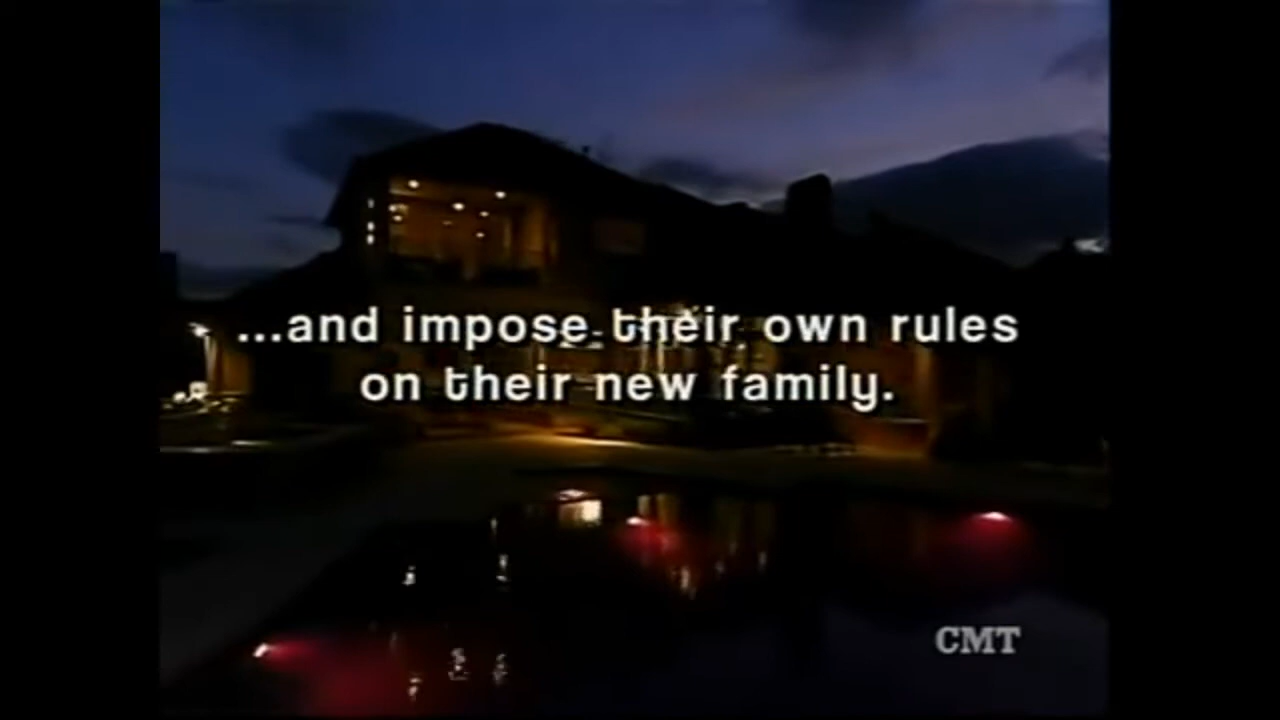 ...and impose their own rules
on their new family.
CMT